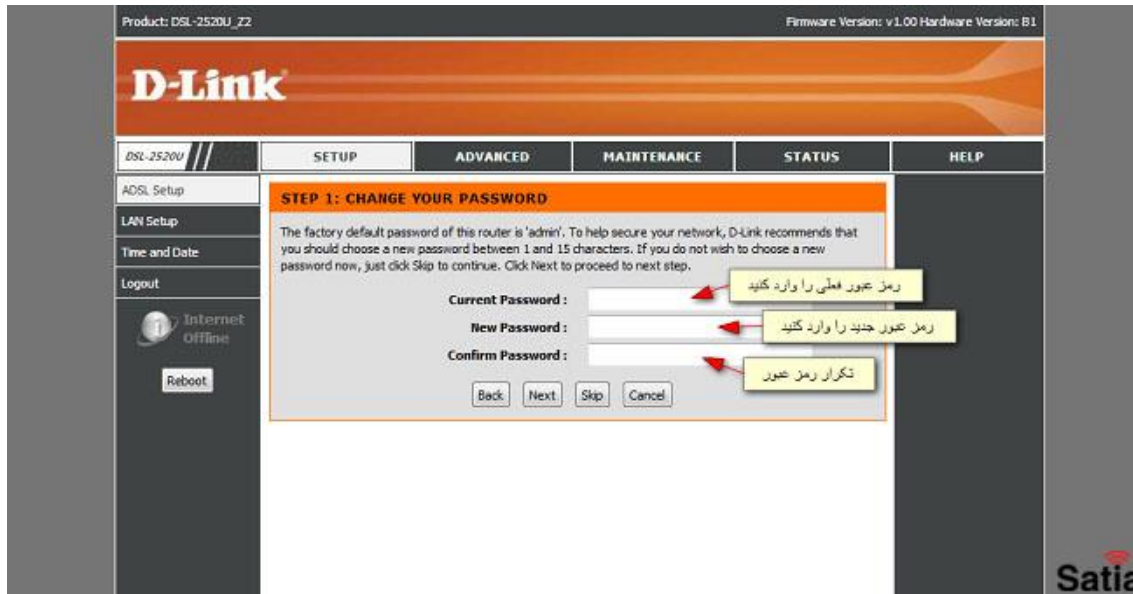 Product: DSL-2520U_Z2
Firmware Version: v1.00 Hardware Version: B1
D-Link
DSL-2520U
SETUP
ADVANCED
MAINTENANCE
STATUS
HELP
ADSL Setup
LAN Setup
Time and Date
Logout
Internet
Offline
Reboot
STEP 1: CHANGE YOUR PASSWORD
The factory default password of this router is 'admin'. To help secure your network, D-Link recommends that
you should choose a new password between 1 and 15 characters. If you do not wish to choose a new
password now, just click Skip to continue. Click Next to proceed to next step.
Current Password :
رمز عبور فعلی را وارد کنید
New Password :
رمز عبور جدید را وارد کنید
Confirm Password :
تکرار رمز عبور
Back Next Skip Cancel
Satia